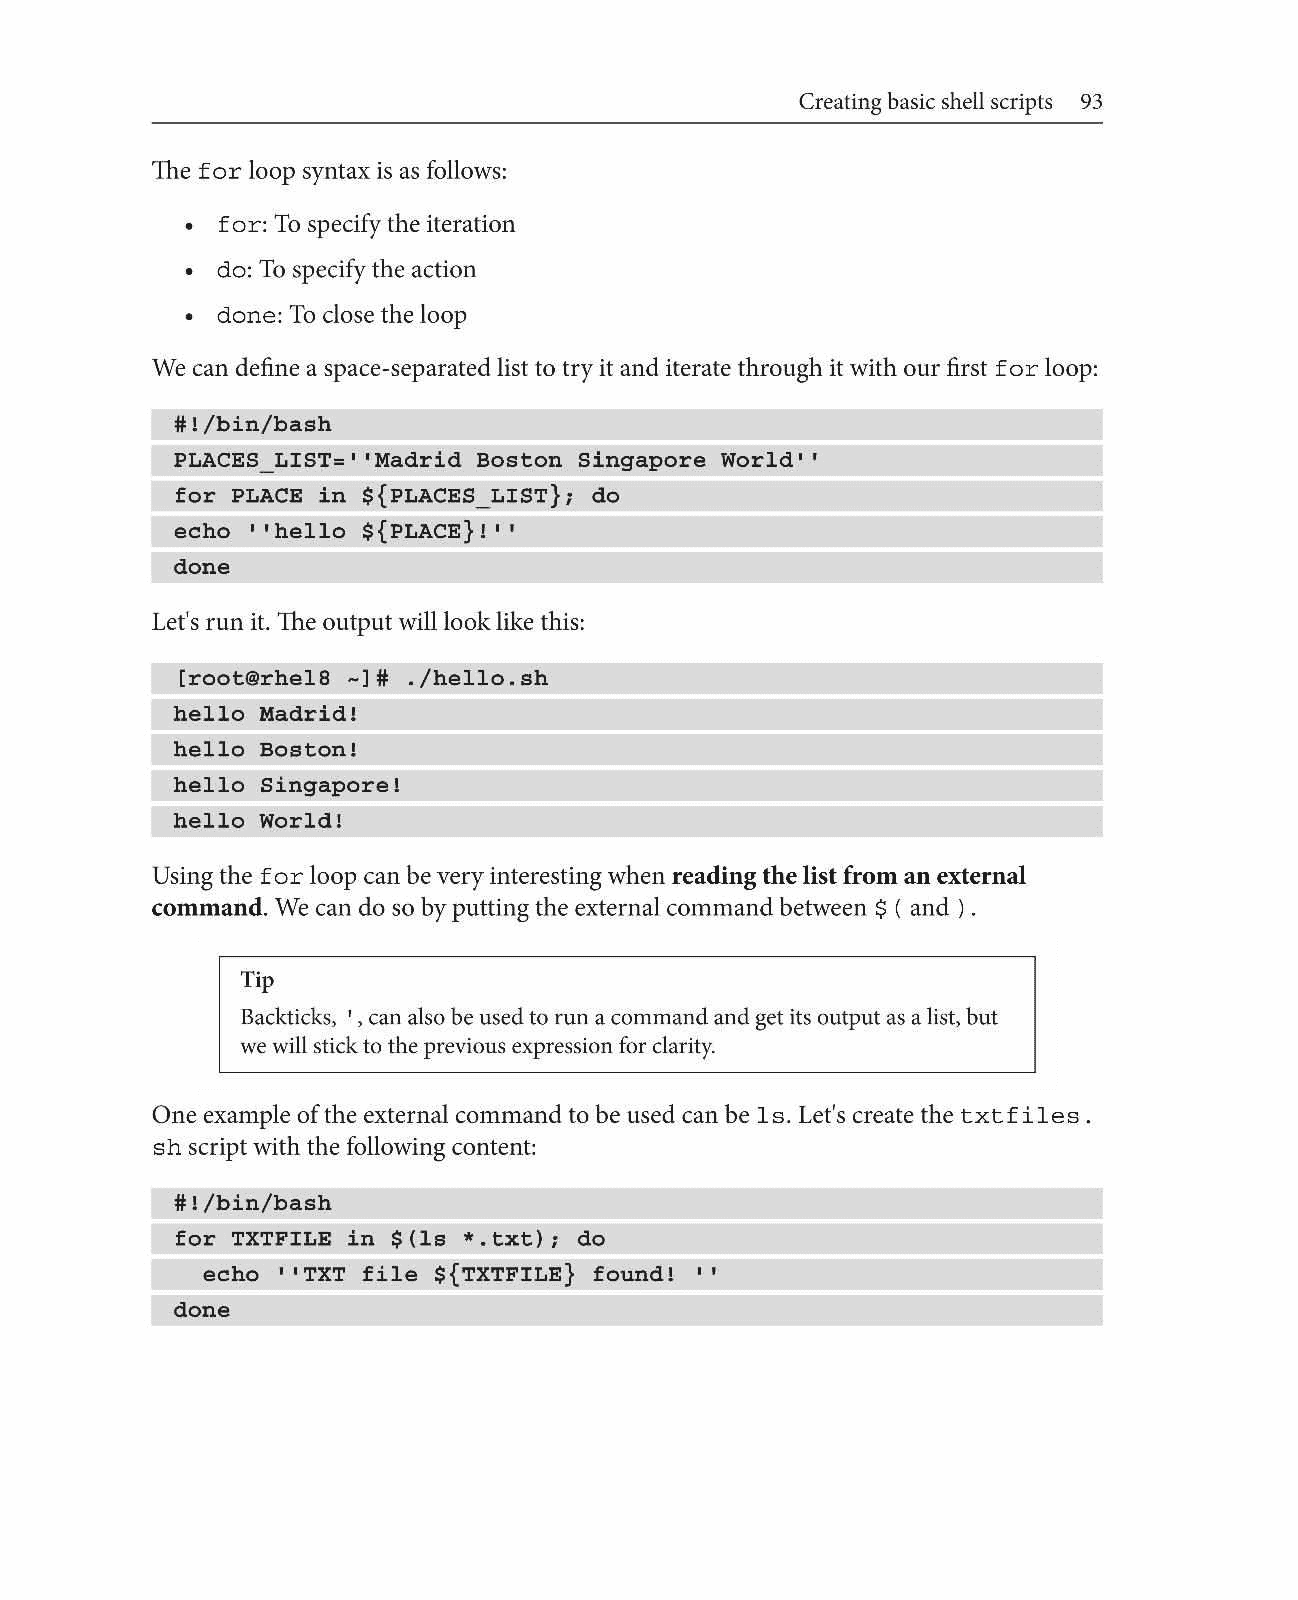 Creating basic shell scripts 93
The for loop syntax is as follows:
• for: To specify the iteration
• do: To specify the action
• done: To close the loop
We can define a space-separated list to try it and iterate through it with our first for loop:
#!/bin/bash
PLACES_LIST=''Madrid Boston Singapore World''
for PLACE in ${PLACES_LIST}; do
echo ''hello ${PLACE}!''
done
Let's run it. The output will look like this:
[root@rhel8 ~]# ./hello.sh
hello Madrid!
hello Boston!
hello Singapore!
hello World!
Using the for loop can be very interesting when reading the list from an external
command. We can do so by putting the external command between $( and ).
Tip
Backticks, ', can also be used to run a command and get its output as a list, but
we will stick to the previous expression for clarity.
One example of the external command to be used can be ls. Let's create the txtfiles.
sh script with the following content:
#!/bin/bash
for TXTFILE in $(ls *.txt); do
  echo ''TXT file ${TXTFILE} found! ''
done